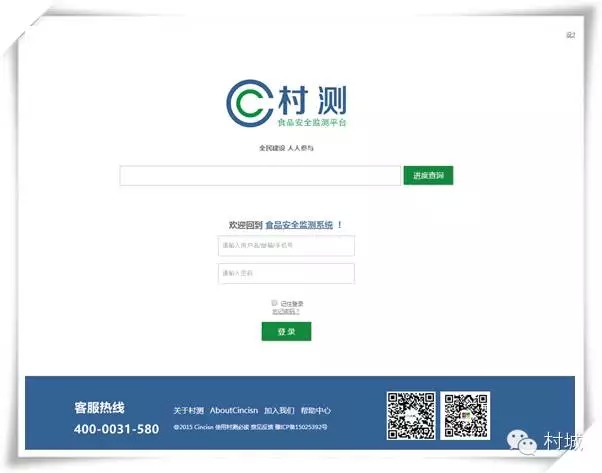 村测
食品安全监测平台
全民建设 人人参与
进度查询
欢迎回到 食品安全监测系统 ！
请输入用户名/邮箱/手机号
请输入密码
记住登录
忘记密码？
登 录
客服热线
400-0031-580
关于村测 AboutCincisn 加入我们 帮助中心
©2015 Cincisn 使用村测必读 意见反馈 豫ICP备15025392号
村城